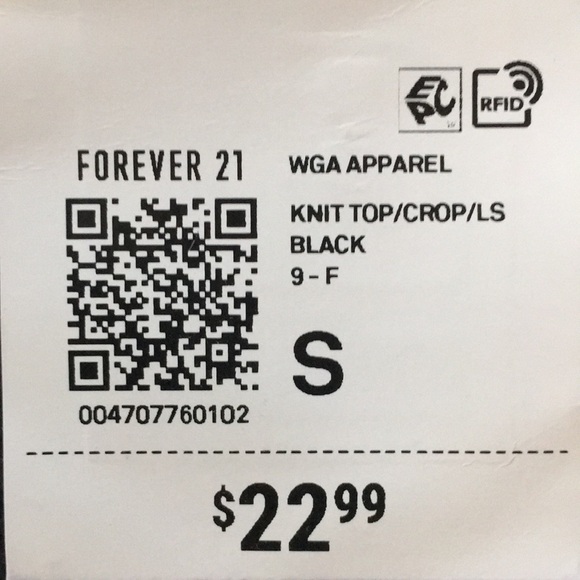 EPC
RFID
FOREVER 21
WGA APPAREL
KNIT TOP/CROP/LS
BLACK
9 - F
S
004707760102
$22.99